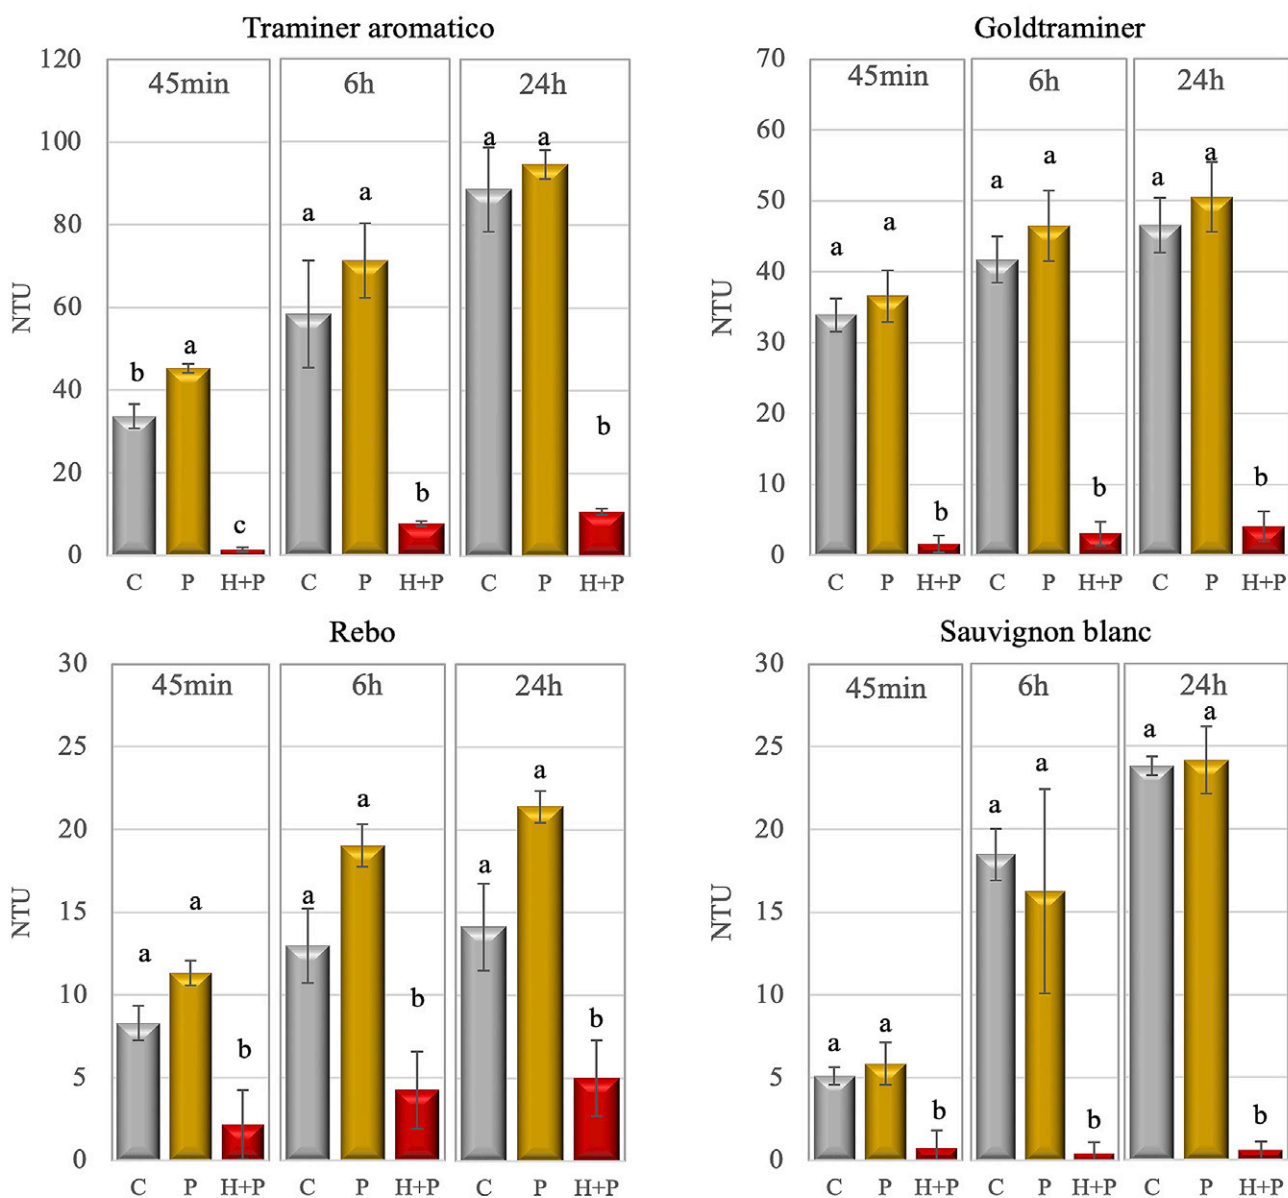 Traminer aromatico
120
100
80
60
40
20
0
NTU
45min 6h 24h
b a c
a a b
a a b
C P H+P C P H+P C P H+P
Goldtraminer
70
60
50
40
30
20
10
0
NTU
45min 6h 24h
a a b
a a b
a a b
C P H+P C P H+P C P H+P
Rebo
30
25
20
15
10
5
0
NTU
45min 6h 24h
a a b
a a b
a a b
C P H+P C P H+P C P H+P
Sauvignon blanc
30
25
20
15
10
5
0
NTU
45min 6h 24h
a a b
a a b
a a b
C P H+P C P H+P C P H+P